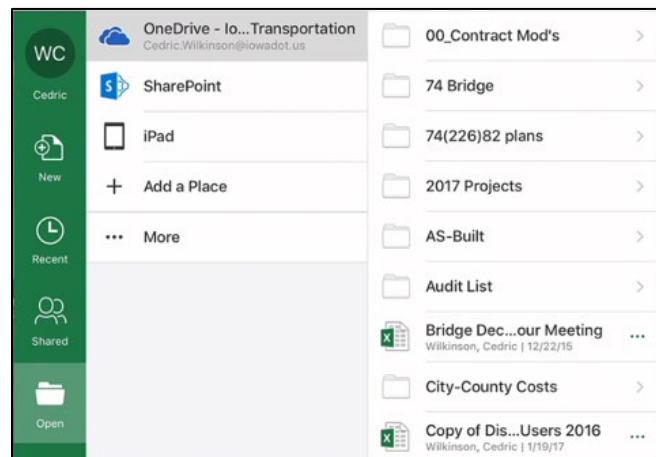 WC
Cedric
New
Recent
Shared
Open
OneDrive - Io...Transportation
Cedric.Wilkinson@iowadot.us
SharePoint
iPad
Add a Place
More
00_Contract Mod's
74 Bridge
74(226)82 plans
2017 Projects
AS-Built
Audit List
Bridge Dec...our Meeting
Wilkinson, Cedric | 12/22/15
City-County Costs
Copy of Dis...Users 2016
Wilkinson, Cedric | 1/19/17